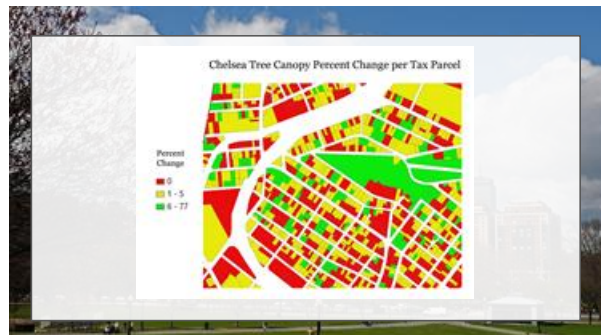 Chelsea Tree Canopy Percent Change per Tax Parcel
Percent
Change
0
1 - 5
6 - 77